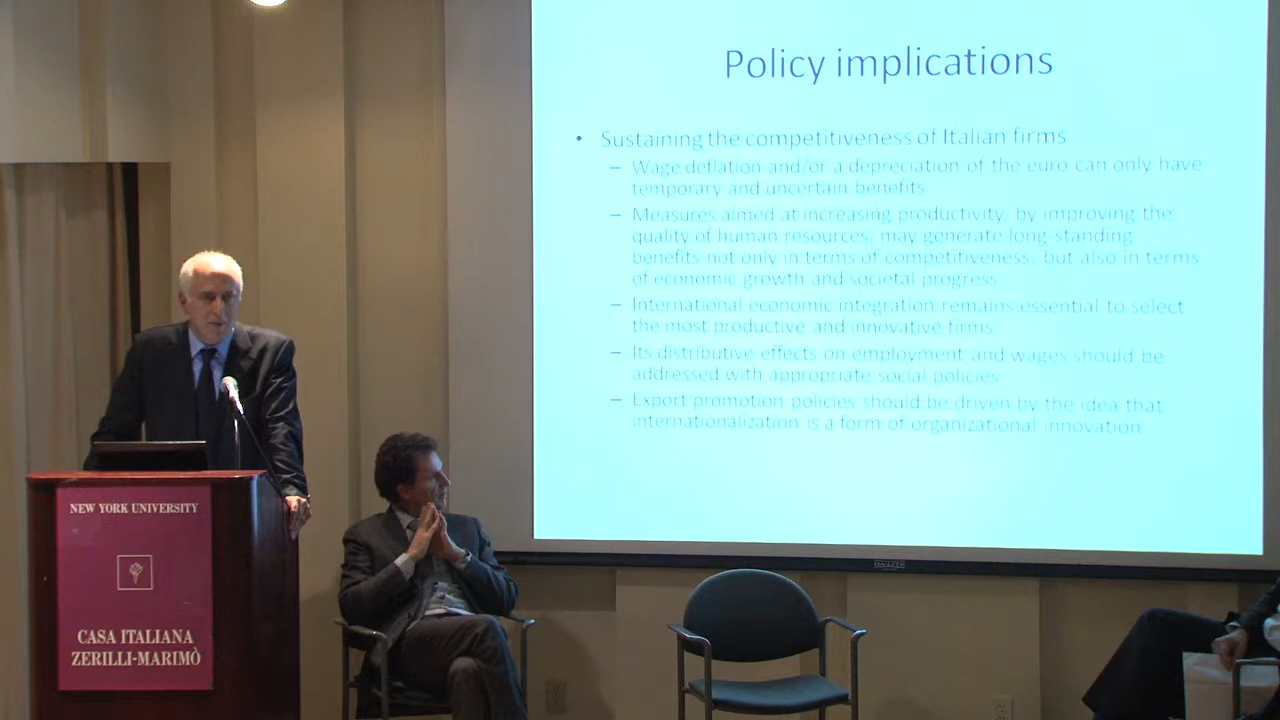 Policy implications
• Sustaining the competitiveness of Italian firms
– Wage deflation and/or a depreciation of the euro can only have
temporary and uncertain benefits
– Measures aimed at increasing productivity, by improving the
quality of human resources, may generate long-standing
benefits not only in terms of competitiveness, but also in terms
of economic growth and societal progress
– International economic integration remains essential to select
the most productive and innovative firms
– Its distributive effects on employment and wages should be
addressed with appropriate social policies
– Export promotion policies should be driven by the idea that
internationalization is a form of organizational innovation
DA-LITE
NEW YORK UNIVERSITY
CASA ITALIANA
ZERILLI-MARIMÒ